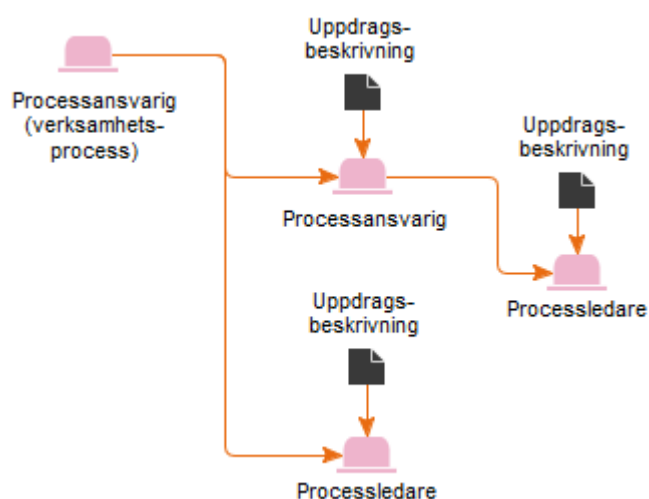 Uppdrags-
beskrivning
Processansvarig
(verksamhets-
process)
Uppdrags-
beskrivning
Processansvarig
Processledare
Uppdrags-
beskrivning
Processledare